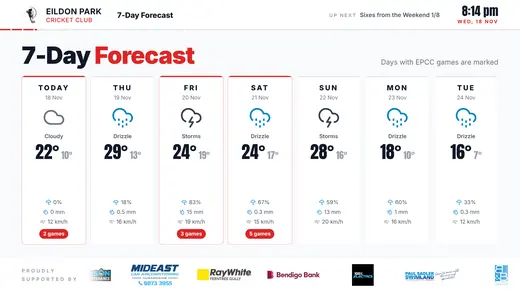 EILDON PARK
CRICKET CLUB
7-Day Forecast
UP NEXT Sixes from the Weekend 1/8
8:14 pm
WED, 18 NOV
7-Day Forecast
Days with EPCC games are marked
TODAY
18 Nov
Cloudy
22° 10°
0%
0 mm
12 km/h
2 games
THU
19 Nov
Drizzle
29° 13°
18%
0.5 mm
16 km/h
FRI
20 Nov
Storms
24° 19°
83%
15 mm
19 km/h
3 games
SAT
21 Nov
Drizzle
24° 17°
67%
0.3 mm
15 km/h
5 games
SUN
22 Nov
Storms
28° 16°
59%
13 mm
20 km/h
MON
23 Nov
Drizzle
18° 10°
60%
1 mm
16 km/h
TUE
24 Nov
Drizzle
16° 7°
33%
0.3 mm
12 km/h
PROUDLY
SUPPORTED BY
MIDEAST
RayWhite
FERNTREE GULLY
Bendigo Bank
PAUL SADLER
SWIMLAND